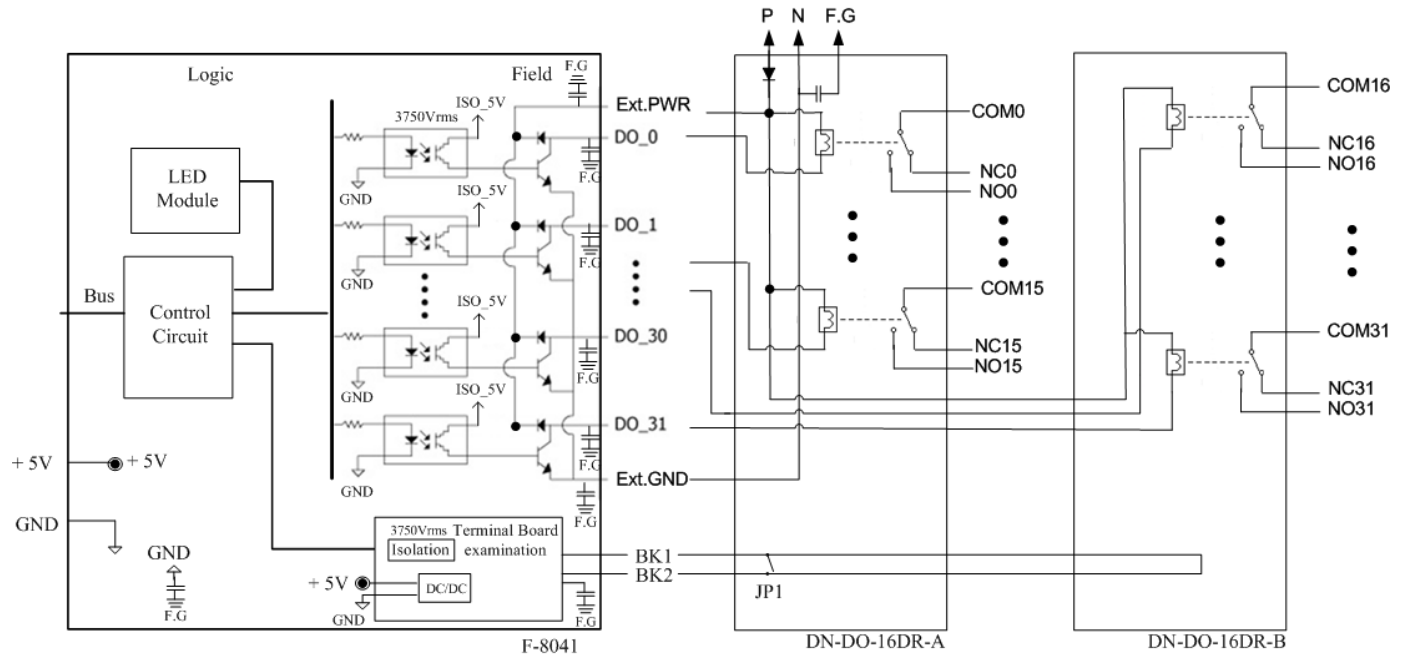 P N F.G
Logic
Field
F.G
3750Vrms
ISO_5V
Ext.PWR
DO_0
F.G
GND
COM0
NC0
NO0
COM16
NC16
NO16
LED
Module
ISO_5V
DO_1
F.G
GND
Bus
Control
Circuit
ISO_5V
DO_30
F.G
GND
COM15
NC15
NO15
COM31
NC31
NO31
ISO_5V
DO_31
F.G
GND
+ 5V
+ 5V
Ext.GND
F.G
GND
GND
F.G
3750Vrms
Isolation
Terminal Board
examination
+ 5V
DC/DC
GND
F.G
BK1
BK2
JP1
F-8041
DN-DO-16DR-A
DN-DO-16DR-B